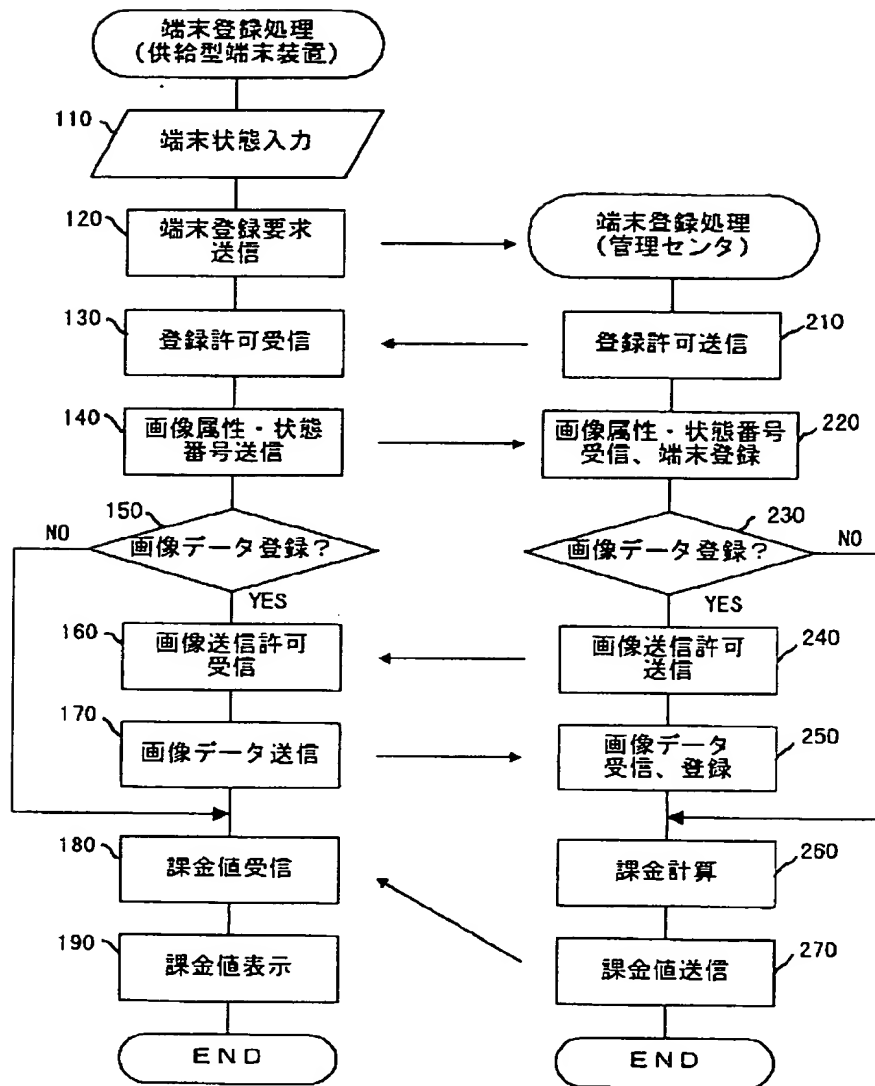 端末登録処理
(供給型端末装置)
110
端末状態入力
120
端末登録要求
送信
端末登録処理
(管理センタ)
130
登録許可受信
登録許可送信
210
140
画像属性・状態
番号送信
画像属性・状態番号
受信、端末登録
220
150
NO
画像データ登録?
YES
230
画像データ登録?
NO
YES
160
画像送信許可
受信
画像送信許可
送信
240
170
画像データ送信
画像データ
受信、登録
250
180
課金値受信
課金計算
260
190
課金値表示
課金値送信
270
END
END